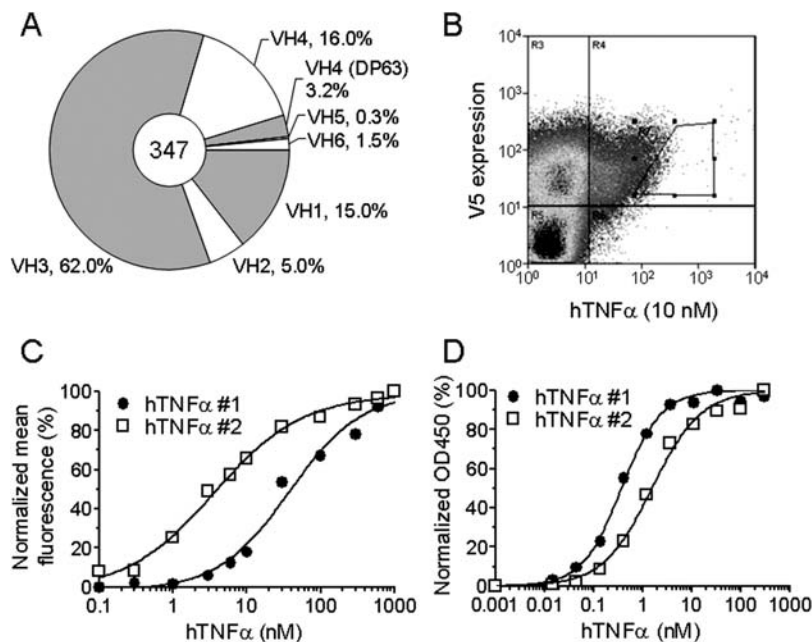 A
VH4, 16.0%
VH4 (DP63)
3.2%
VH5, 0.3%
VH6, 1.5%
VH1, 15.0%
VH2, 5.0%
VH3, 62.0%
347
B
R3
R4
R5
10⁴
10³
10²
10¹
10⁰
V5 expression
10⁰ 10¹ 10² 10³ 10⁴
hTNFα (10 nM)
C
hTNFα #1
hTNFα #2
100
80
60
40
20
0
Normalized mean
fluorescence (%)
0.1 1 10 100 1000
hTNFα (nM)
D
hTNFα #1
hTNFα #2
100
80
60
40
20
0
Normalized OD450 (%)
0.001 0.01 0.1 1 10 100 1000
hTNFα (nM)